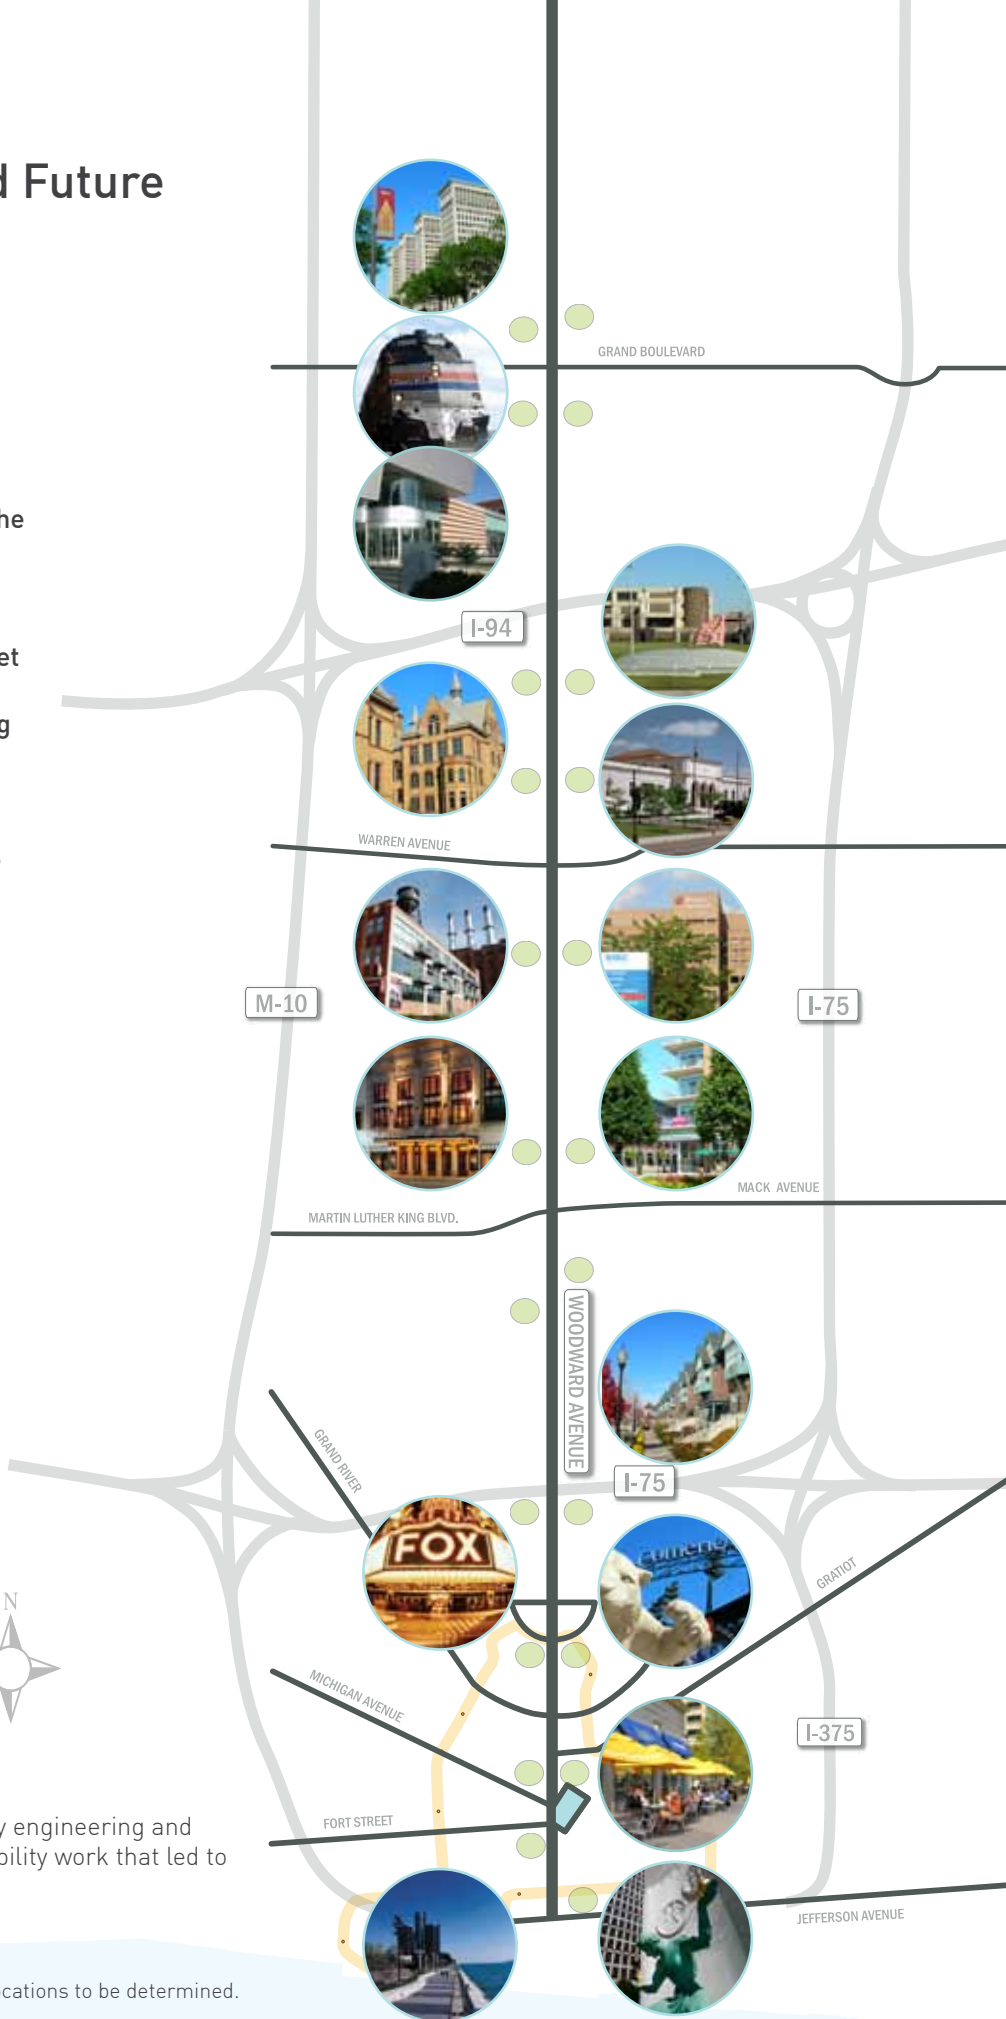 d Future
GRAND BOULEVARD
he
I-94
et
g
WARREN AVENUE
M-10
I-75
MACK AVENUE
MARTIN LUTHER KING BLVD.
WOODWARD AVENUE
GRAND RIVER
I-75
FOX
comerica
GRATIOT
N
MICHIGAN AVENUE
I-375
FORT STREET
y engineering and
bility work that led to
JEFFERSON AVENUE
ocations to be determined.